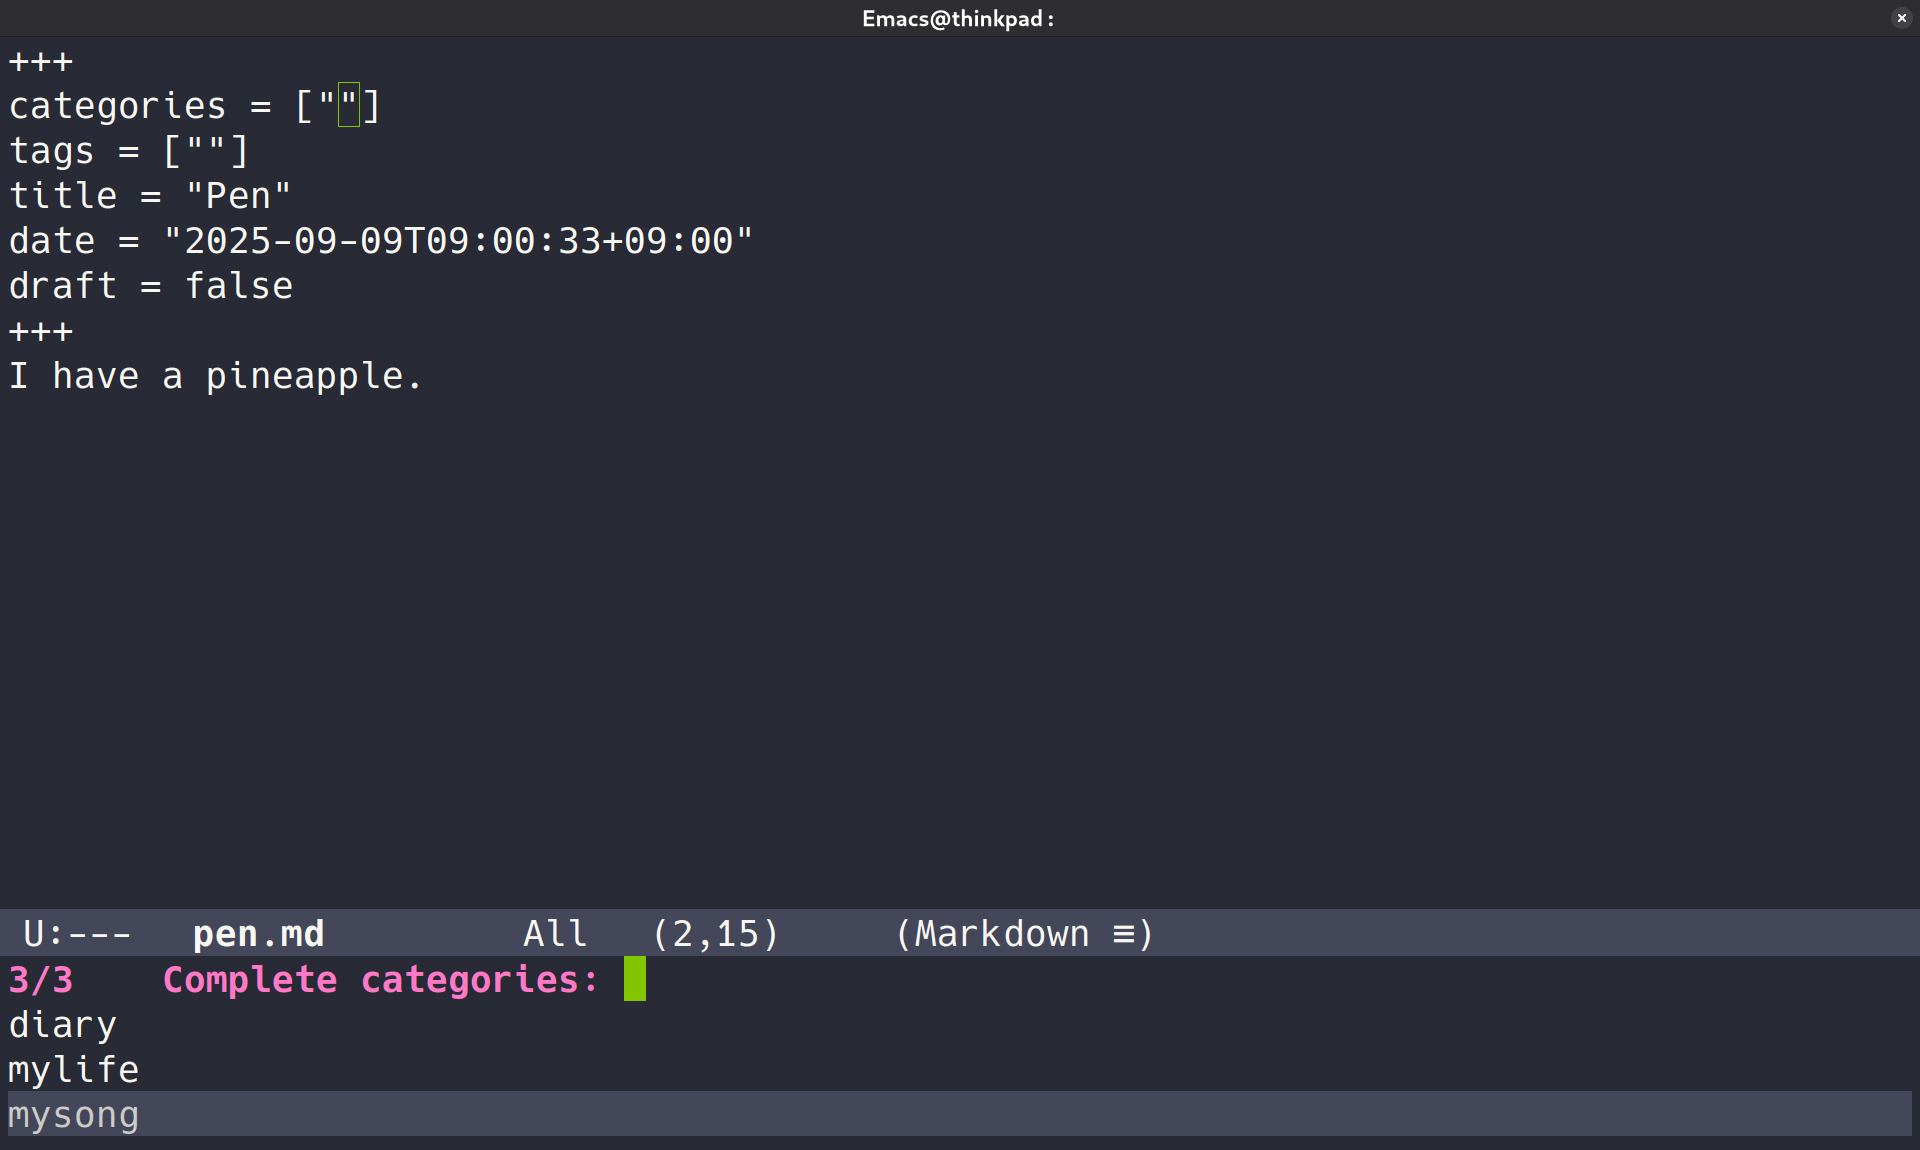 Emacs@thinkpad:
+++
categories = [""]
tags = [""]
title = "Pen"
date = "2025-09-09T09:00:33+09:00"
draft = false
+++
I have a pineapple.
U:---   pen.md         All   (2,15)     (Markdown ≡)
3/3    Complete categories:
diary
mylife
mysong